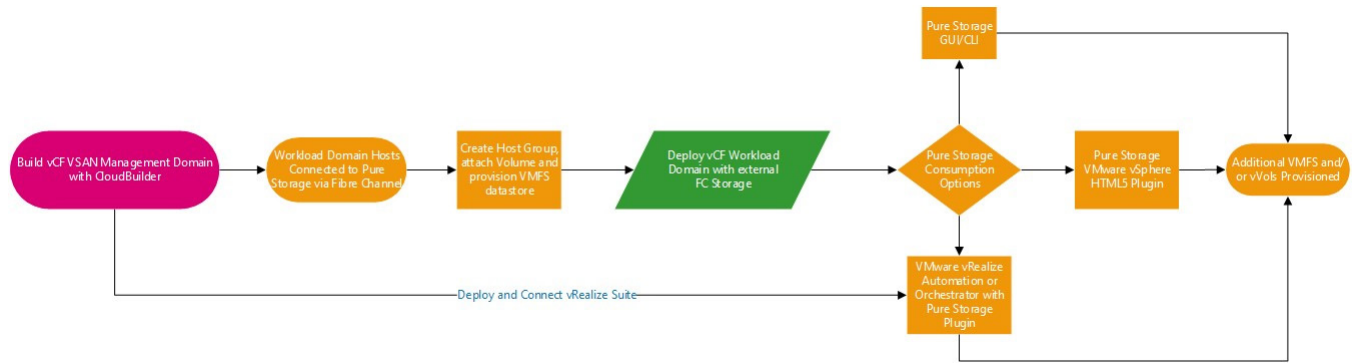 Build vCF VSAN Management Domain
with CloudBuilder
Workload Domain Hosts
Connected to Pure
Storage via Fibre Channel
Create Host Group,
attach Volume and
provision VMFS
datastore
Deploy vCF Workload
Domain with external
FC Storage
Pure Storage
GUI/CLI
Pure Storage
Consumption
Options
Pure Storage
VMware vSphere
HTML5 Plugin
Additional VMFS and/
or vVols Provisioned
Deploy and Connect vRealize Suite
VMware vRealize
Automation or
Orchestrator with
Pure Storage
Plugin